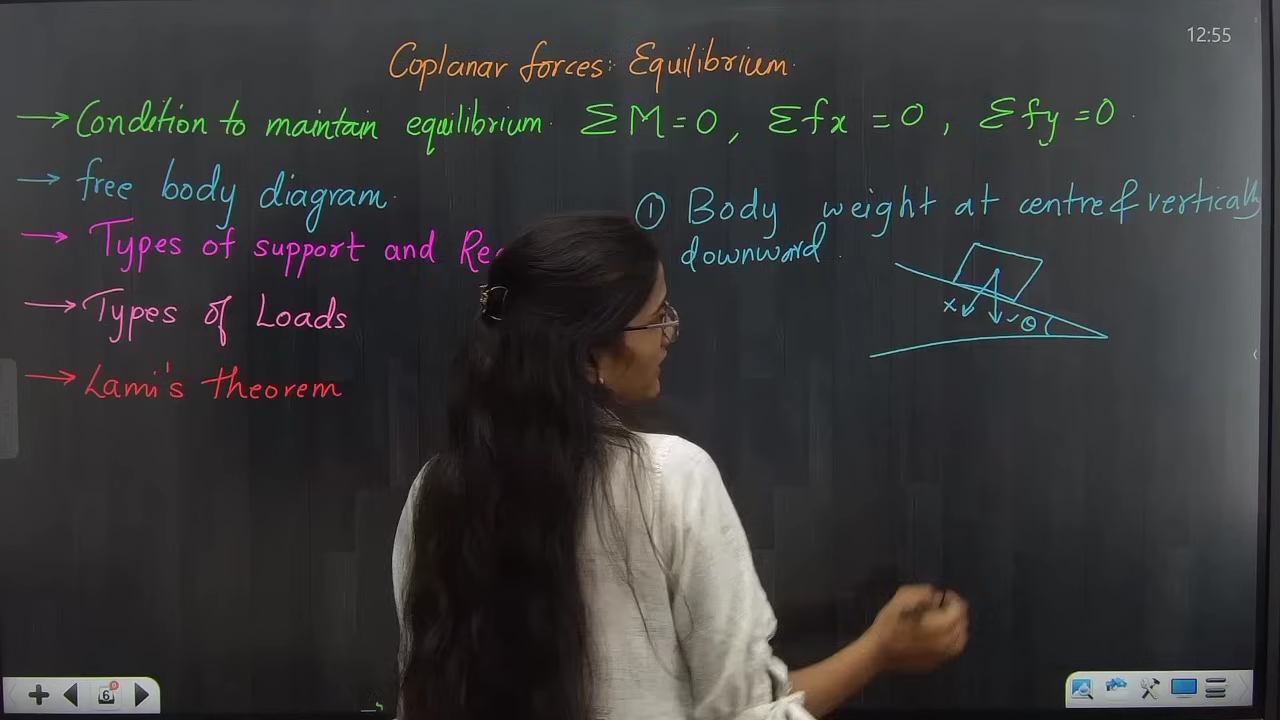 12:55
Coplanar forces: Equilibrium.
→ Condition to maintain equilibrium. ΣM=0, Σfx=0, Σfy=0.
→ free body diagram.
① Body weight at centre & vertically
downward.
→ Types of support and
→ Types of Loads
→ Lami's theorem
x ✓ θ
6